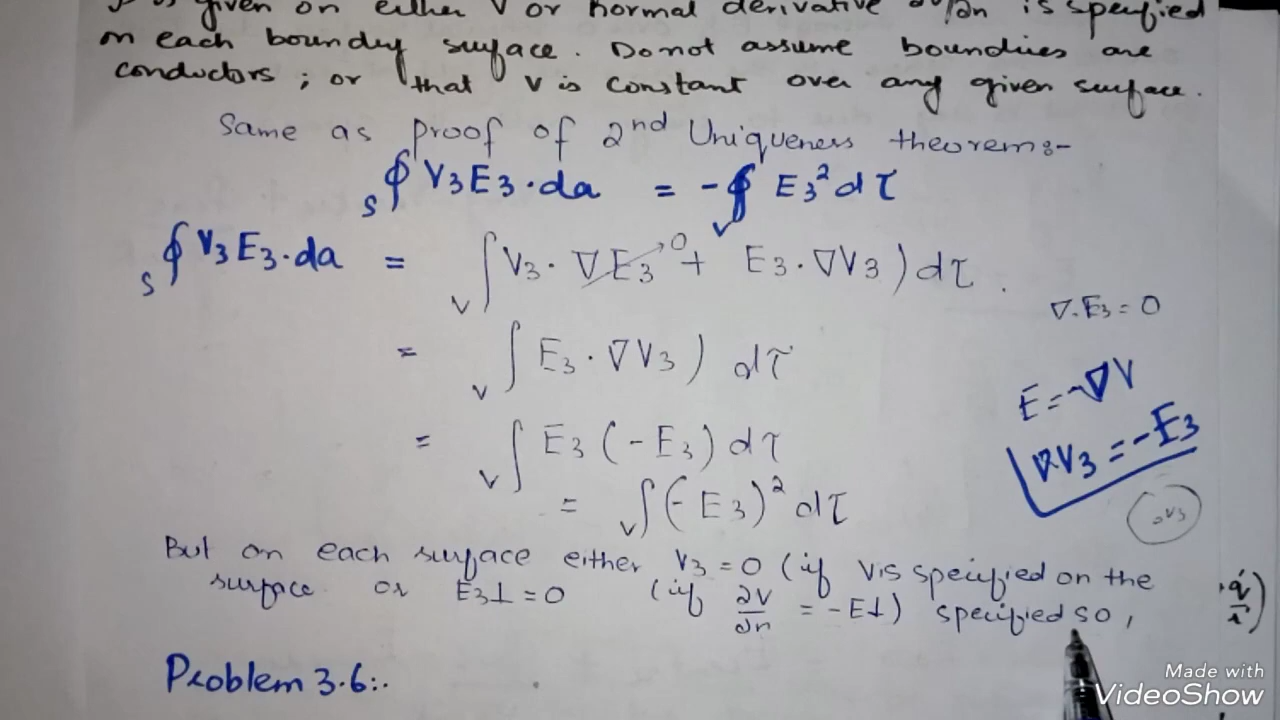 is given on either V or normal derivative ∂V/∂n is specified
on each boundry surface. Do not assume boundries are
conductors ; or that V is constant over any given surface.
Same as proof of 2nd Uniqueness theorem:-
∮S V3E3.da = -∮V E3² dτ
∮S V3E3.da = ∫V V3. ∇E3 →0 + E3.∇V3) dτ
∇.E3 = 0
= ∫V E3.∇V3) dτ
E=-∇V
= ∫V E3 (-E3) dτ
∇V3 = -E3
= ∫V (-E3)² dτ
But on each surface either V3=0 (if V is specified on the
surface or E3⊥=0 (if ∂V/∂n = -E⊥) specified so,
Problem 3.6:.
Made with
VideoShow